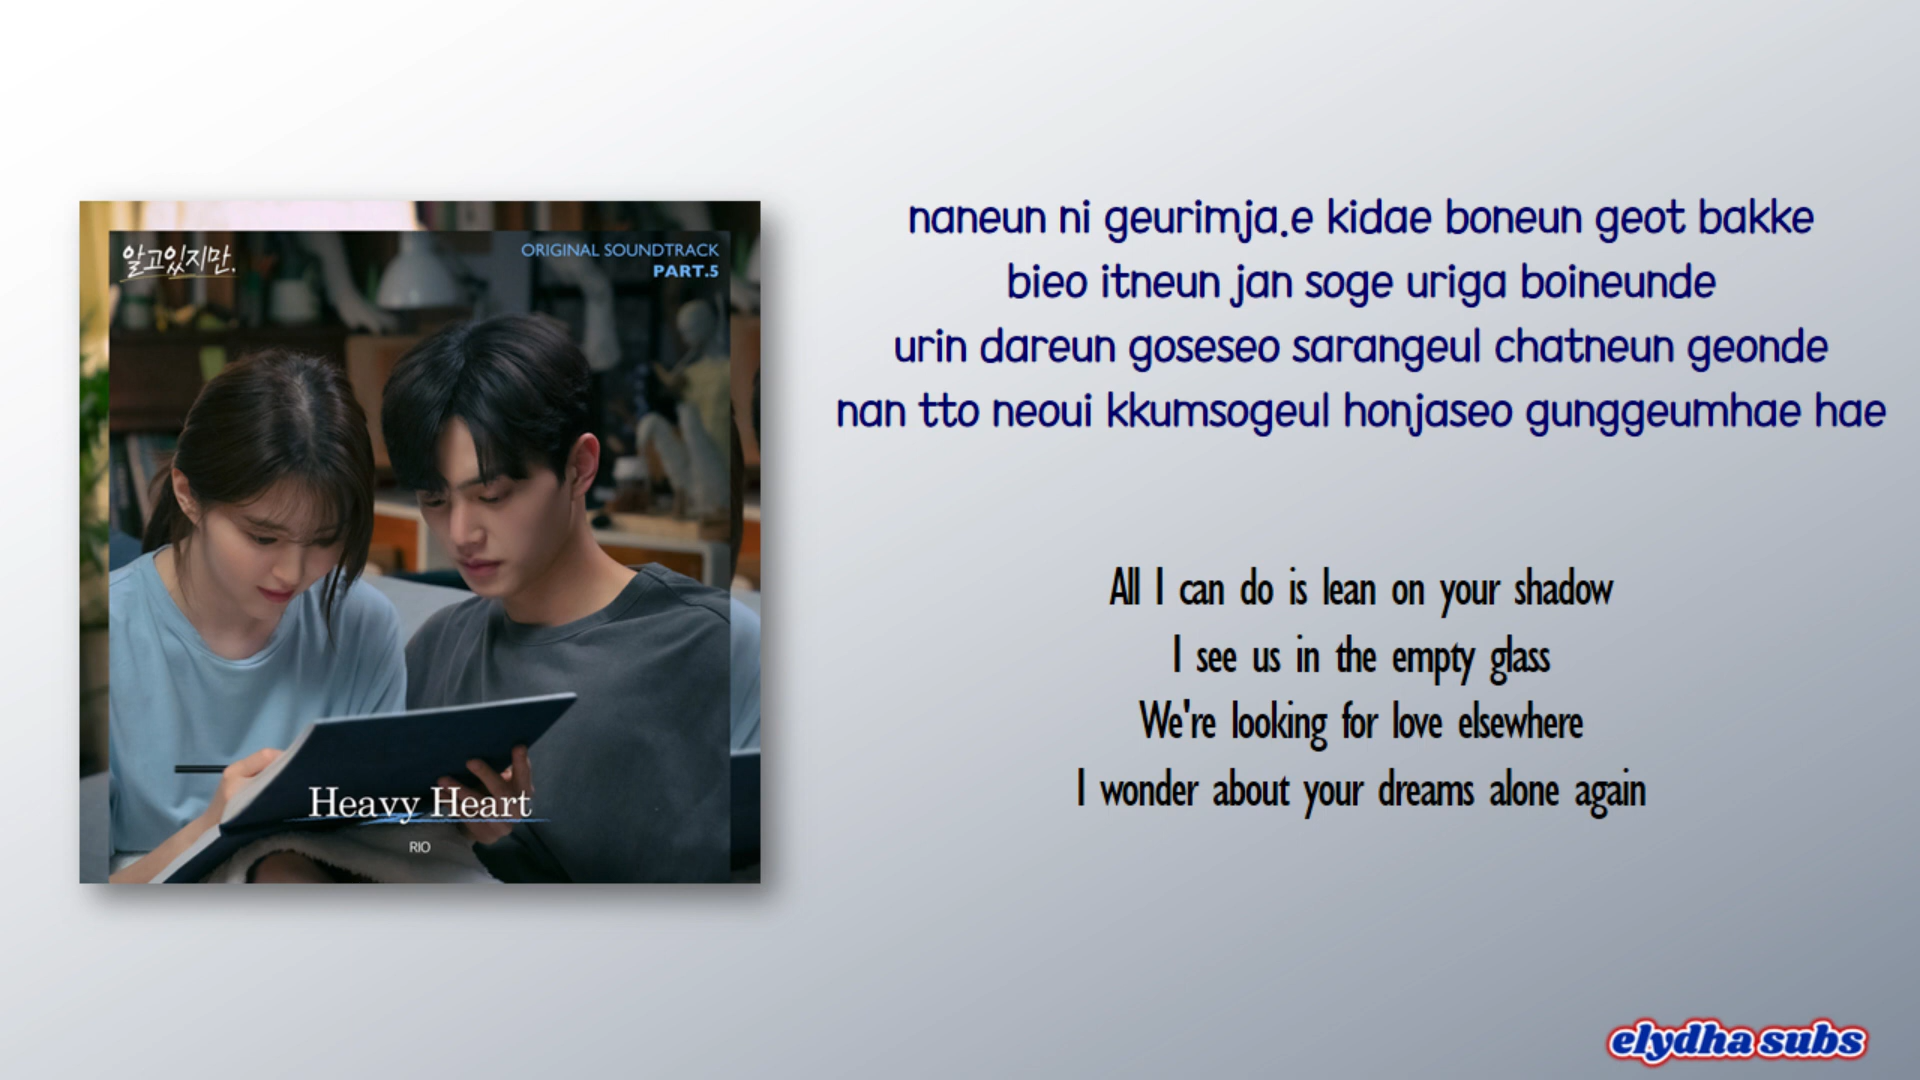 알고있지만,
ORIGINAL SOUNDTRACK
PART.5
Heavy Heart
RIO
naneun ni geurimja.e kidae boneun geot bakke
bieo itneun jan soge uriga boineunde
urin dareun goseseo sarangeul chatneun geonde
nan tto neoui kkumsogeul honjaseo gunggeumhae hae
All I can do is lean on your shadow
I see us in the empty glass
We're looking for love elsewhere
I wonder about your dreams alone again
elydha subs